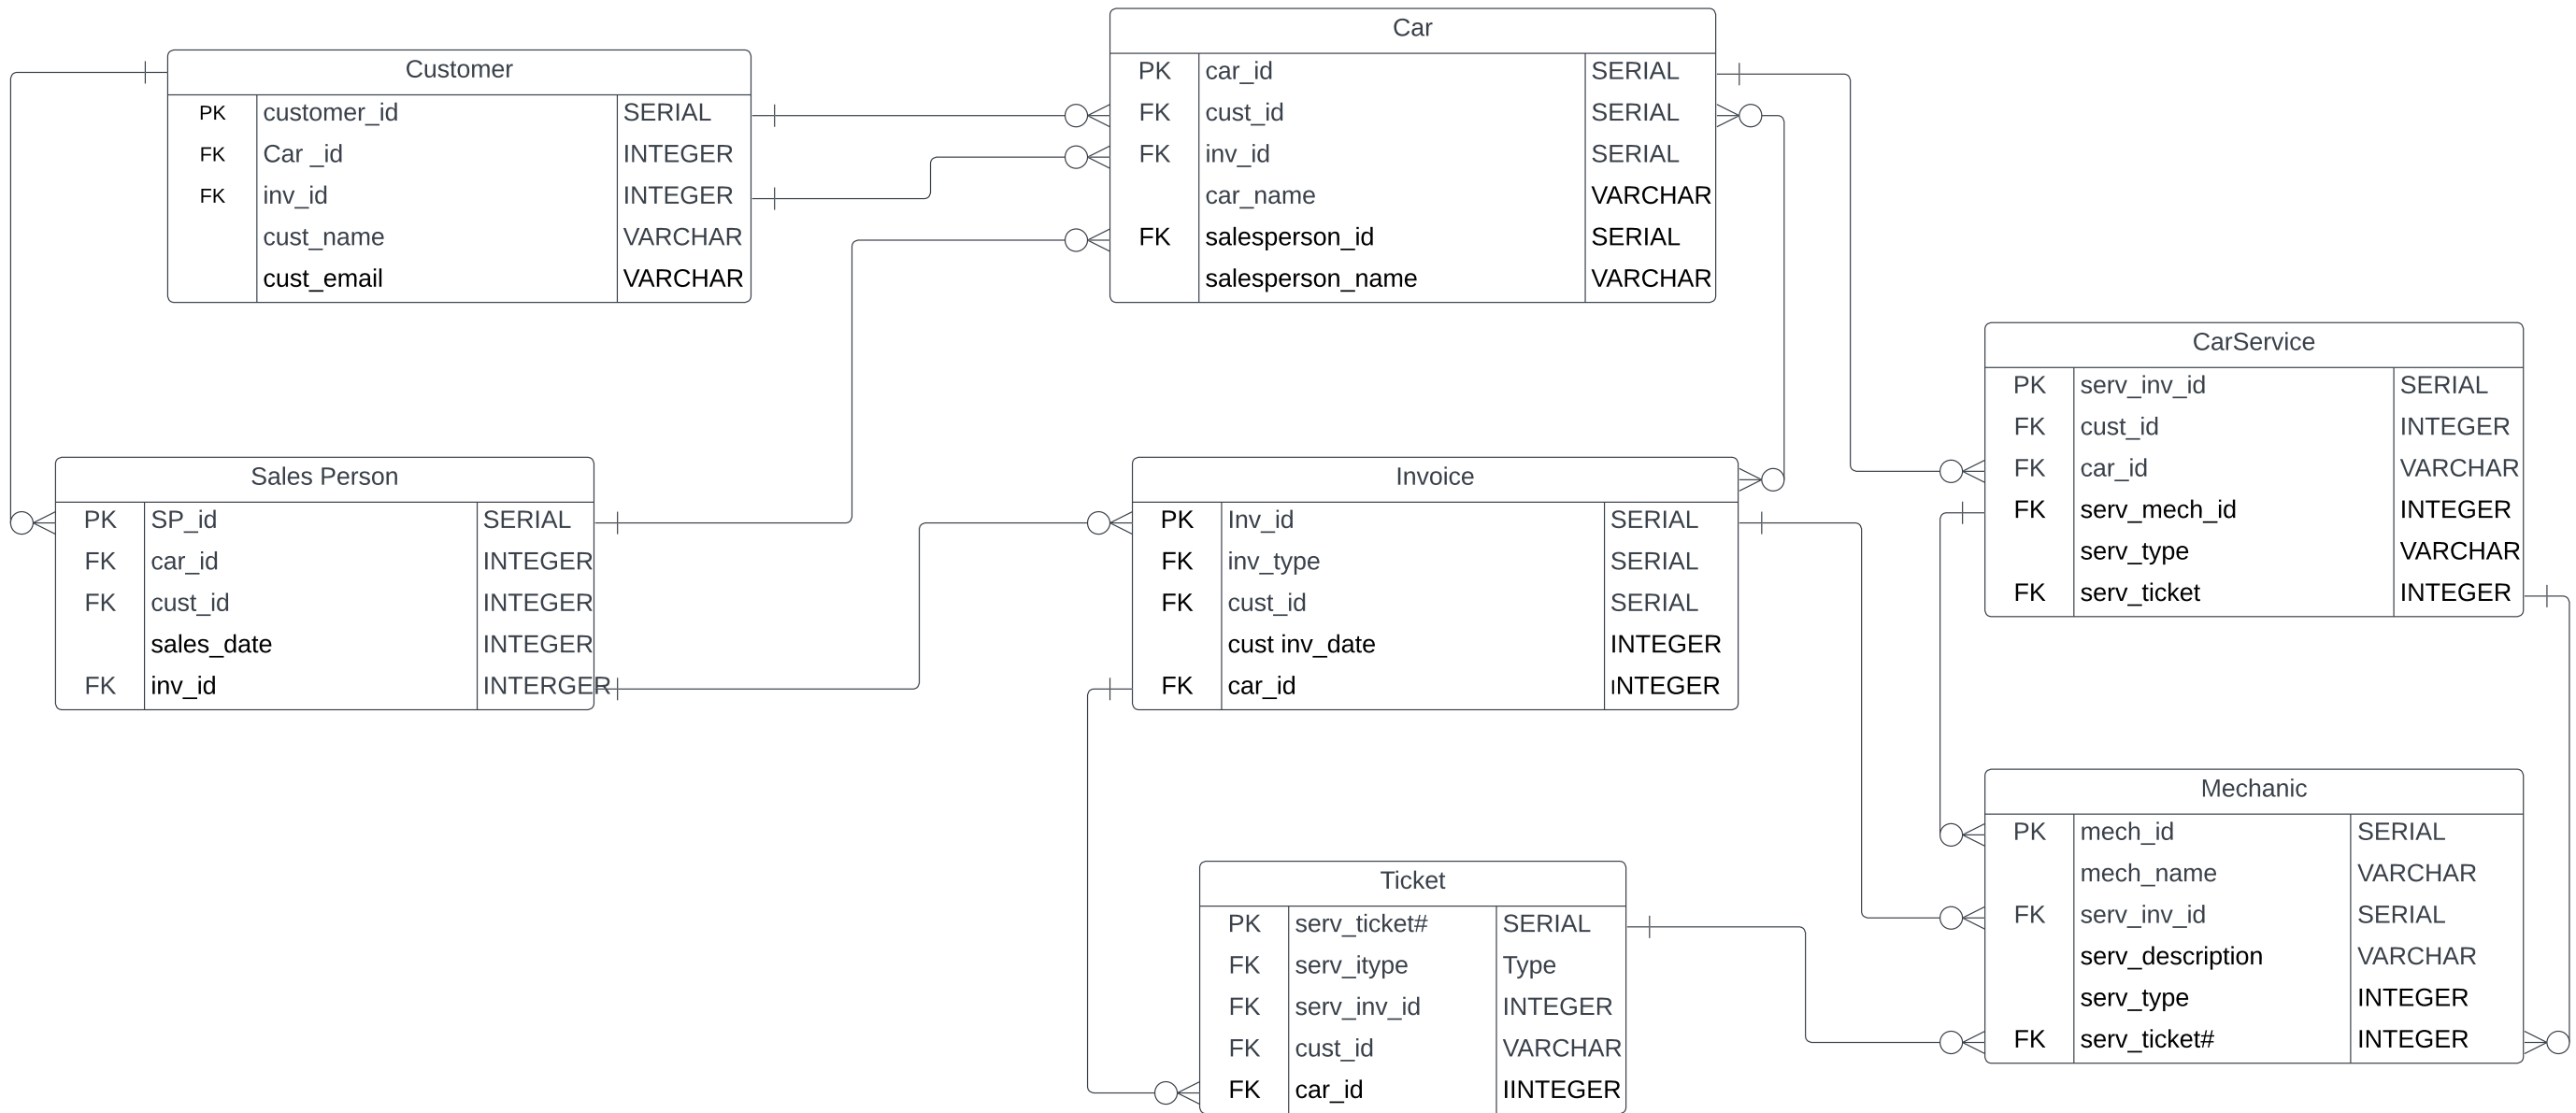 Customer
PK customer_id SERIAL
FK Car _id INTEGER
FK inv_id INTEGER
cust_name VARCHAR
cust_email VARCHAR
Car
PK car_id SERIAL
FK cust_id SERIAL
FK inv_id SERIAL
car_name VARCHAR
FK salesperson_id SERIAL
salesperson_name VARCHAR
CarService
PK serv_inv_id SERIAL
FK cust_id INTEGER
FK car_id VARCHAR
FK serv_mech_id INTEGER
serv_type VARCHAR
FK serv_ticket INTEGER
Sales Person
PK SP_id SERIAL
FK car_id INTEGER
FK cust_id INTEGER
sales_date INTEGER
FK inv_id INTERGER
Invoice
PK Inv_id SERIAL
FK inv_type SERIAL
FK cust_id SERIAL
cust inv_date INTEGER
FK car_id INTEGER
Mechanic
PK mech_id SERIAL
mech_name VARCHAR
FK serv_inv_id SERIAL
serv_description VARCHAR
serv_type INTEGER
FK serv_ticket# INTEGER
Ticket
PK serv_ticket# SERIAL
FK serv_itype Type
FK serv_inv_id INTEGER
FK cust_id VARCHAR
FK car_id IINTEGER